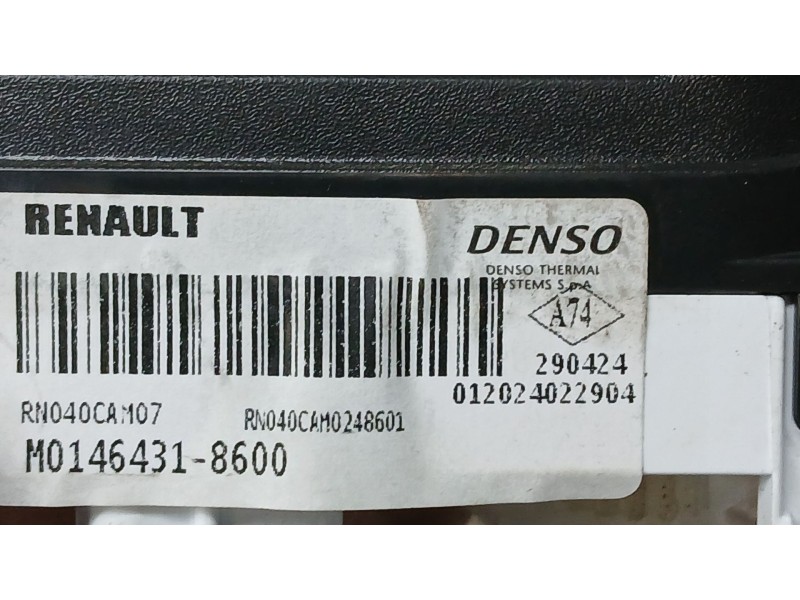 RENAULT
DENSO
DENSO THERMAL
SYSTEMS S.p.A
A74
290424
012024022904
RN040CAM07
RN040CAM0248601
M0146431-8600